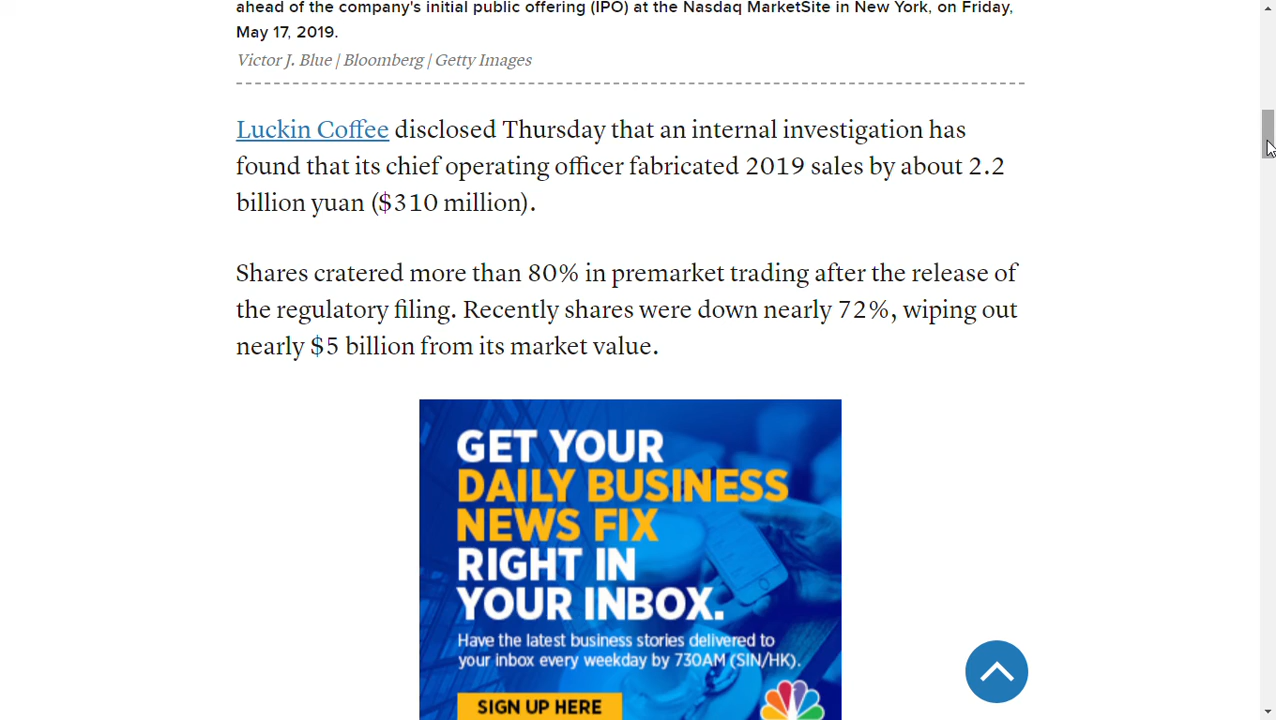 ahead of the company's initial public offering (IPO) at the Nasdaq MarketSite in New York, on Friday,
May 17, 2019.
Victor J. Blue | Bloomberg | Getty Images
Luckin Coffee disclosed Thursday that an internal investigation has
found that its chief operating officer fabricated 2019 sales by about 2.2
billion yuan ($310 million).
Shares cratered more than 80% in premarket trading after the release of
the regulatory filing. Recently shares were down nearly 72%, wiping out
nearly $5 billion from its market value.
GET YOUR
DAILY BUSINESS
NEWS FIX
RIGHT IN
YOUR INBOX.
Have the latest business stories delivered to
your inbox every weekday by 730AM (SIN/HK).
SIGN UP HERE